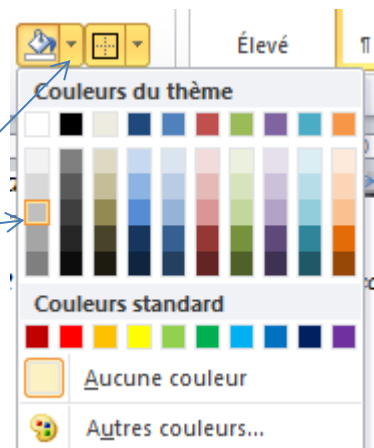 Élevé
¶
Couleurs du thème
Couleurs standard
Aucune couleur
Autres couleurs...